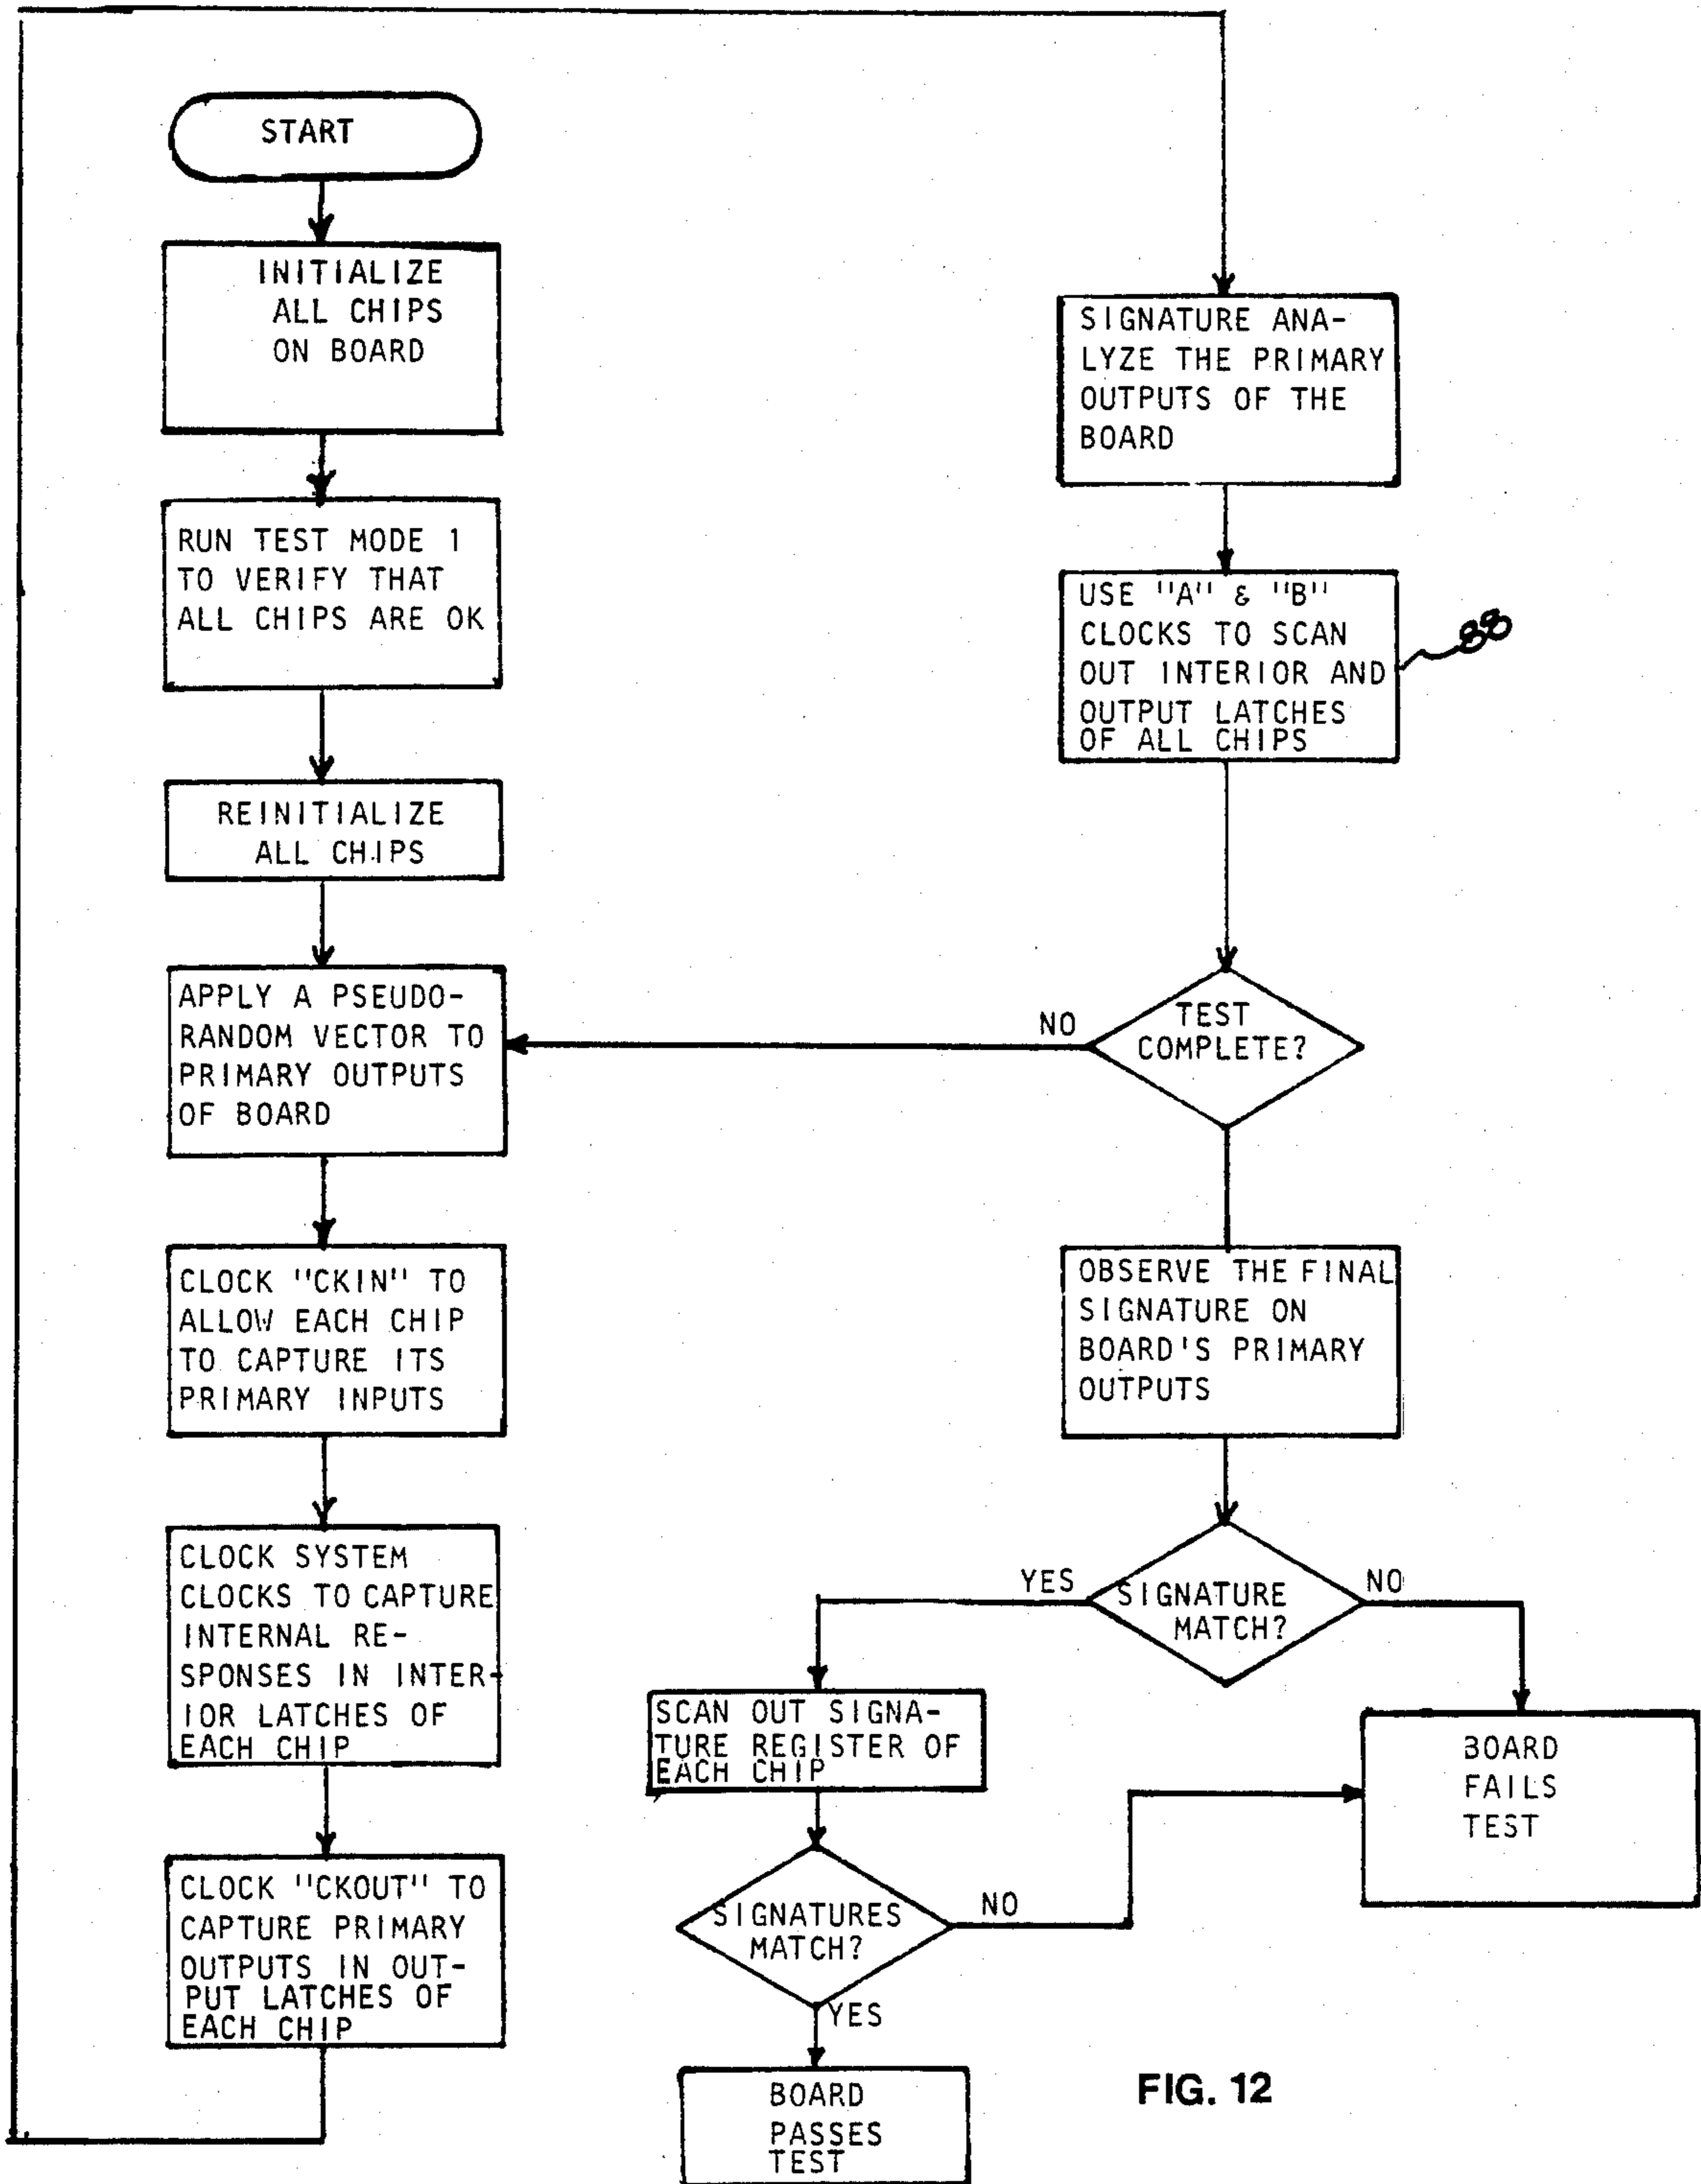 START
INITIALIZE
ALL CHIPS
ON BOARD
RUN TEST MODE 1
TO VERIFY THAT
ALL CHIPS ARE OK
REINITIALIZE
ALL CHIPS
APPLY A PSEUDO-
RANDOM VECTOR TO
PRIMARY OUTPUTS
OF BOARD
CLOCK "CKIN" TO
ALLOW EACH CHIP
TO CAPTURE ITS
PRIMARY INPUTS
CLOCK SYSTEM
CLOCKS TO CAPTURE
INTERNAL RE-
SPONSES IN INTER-
IOR LATCHES OF
EACH CHIP
CLOCK "CKOUT" TO
CAPTURE PRIMARY
OUTPUTS IN OUT-
PUT LATCHES OF
EACH CHIP
SIGNATURE ANA-
LYZE THE PRIMARY
OUTPUTS OF THE
BOARD
USE "A" & "B"
CLOCKS TO SCAN
OUT INTERIOR AND
OUTPUT LATCHES
OF ALL CHIPS
88
TEST
COMPLETE?
NO
OBSERVE THE FINAL
SIGNATURE ON
BOARD'S PRIMARY
OUTPUTS
SIGNATURE
MATCH?
YES
NO
SCAN OUT SIGNA-
TURE REGISTER OF
EACH CHIP
BOARD
FAILS
TEST
SIGNATURES
MATCH?
NO
YES
BOARD
PASSES
TEST
FIG. 12